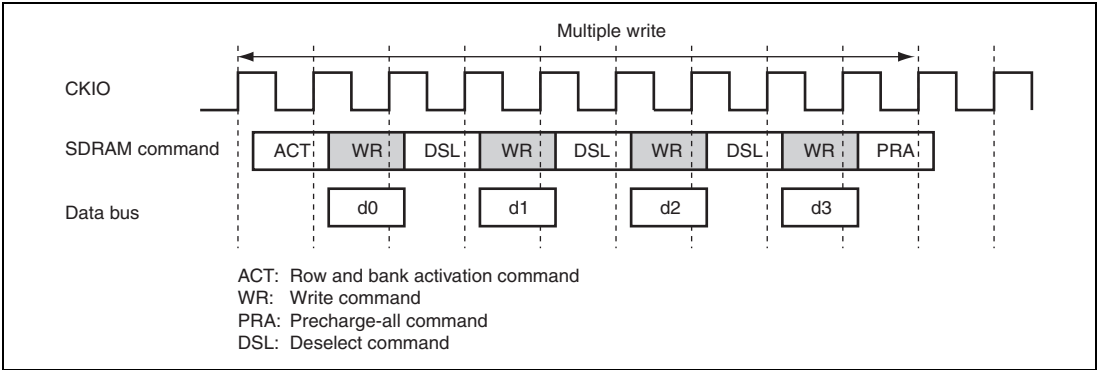 Multiple write
CKIO
SDRAM command ACT WR DSL WR DSL WR DSL WR PRA
Data bus d0 d1 d2 d3
ACT: Row and bank activation command
WR: Write command
PRA: Precharge-all command
DSL: Deselect command